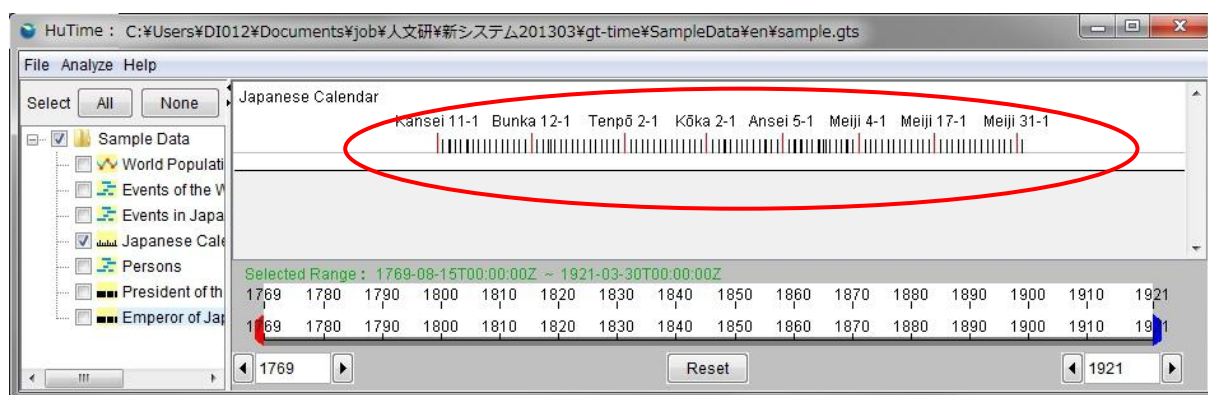 HuTime : C:¥Users¥DI012¥Documents¥job¥人文研¥新システム201303¥gt-time¥SampleData¥en¥sample.gts
File Analyze Help
Select All None
Sample Data
World Populati
Events of the W
Events in Japa
Japanese Cale
Persons
President of th
Emperor of Jap
Japanese Calendar
Kansei 11-1 Bunka 12-1 Tenpō 2-1 Kōka 2-1 Ansei 5-1 Meiji 4-1 Meiji 17-1 Meiji 31-1
Selected Range : 1769-08-15T00:00:00Z ~ 1921-03-30T00:00:00Z
1769 1780 1790 1800 1810 1820 1830 1840 1850 1860 1870 1880 1890 1900 1910 1921
1769 1780 1790 1800 1810 1820 1830 1840 1850 1860 1870 1880 1890 1900 1910 1921
1769 Reset 1921